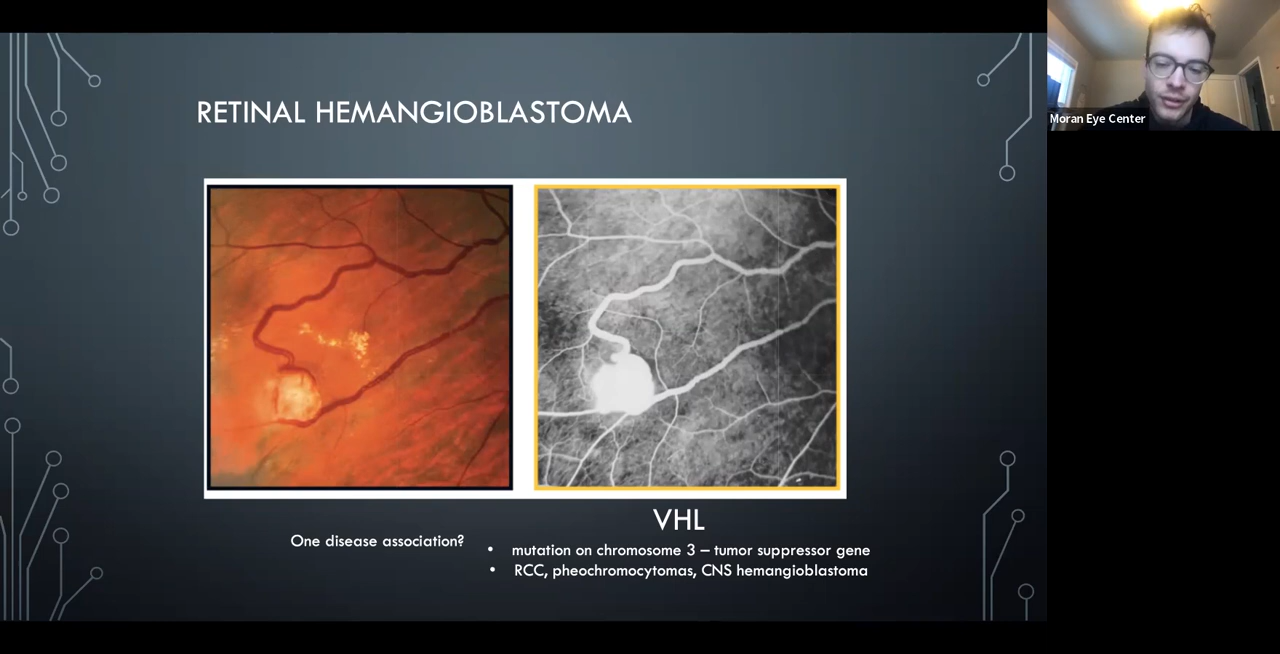 RETINAL HEMANGIOBLASTOMA
Moran Eye Center
One disease association?
VHL
• mutation on chromosome 3 – tumor suppressor gene
• RCC, pheochromocytomas, CNS hemangioblastoma